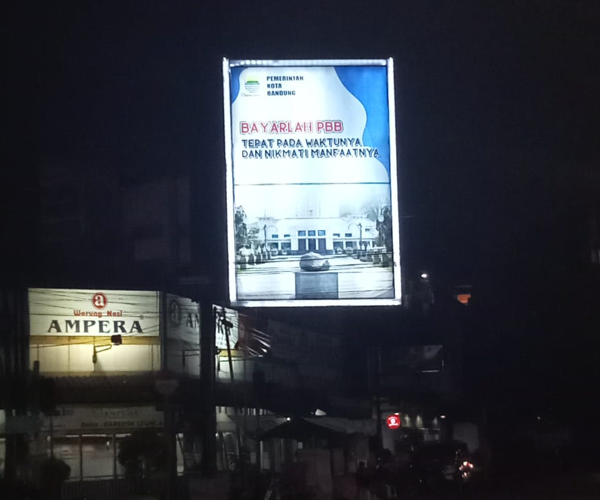 PEMERINTAH
KOTA
BANDUNG
BAYARLAH PBB
TEPAT PADA WAKTUNYA
DAN NIKMATI MANFAATNYA
a
Warung Nasi
AMPERA
a